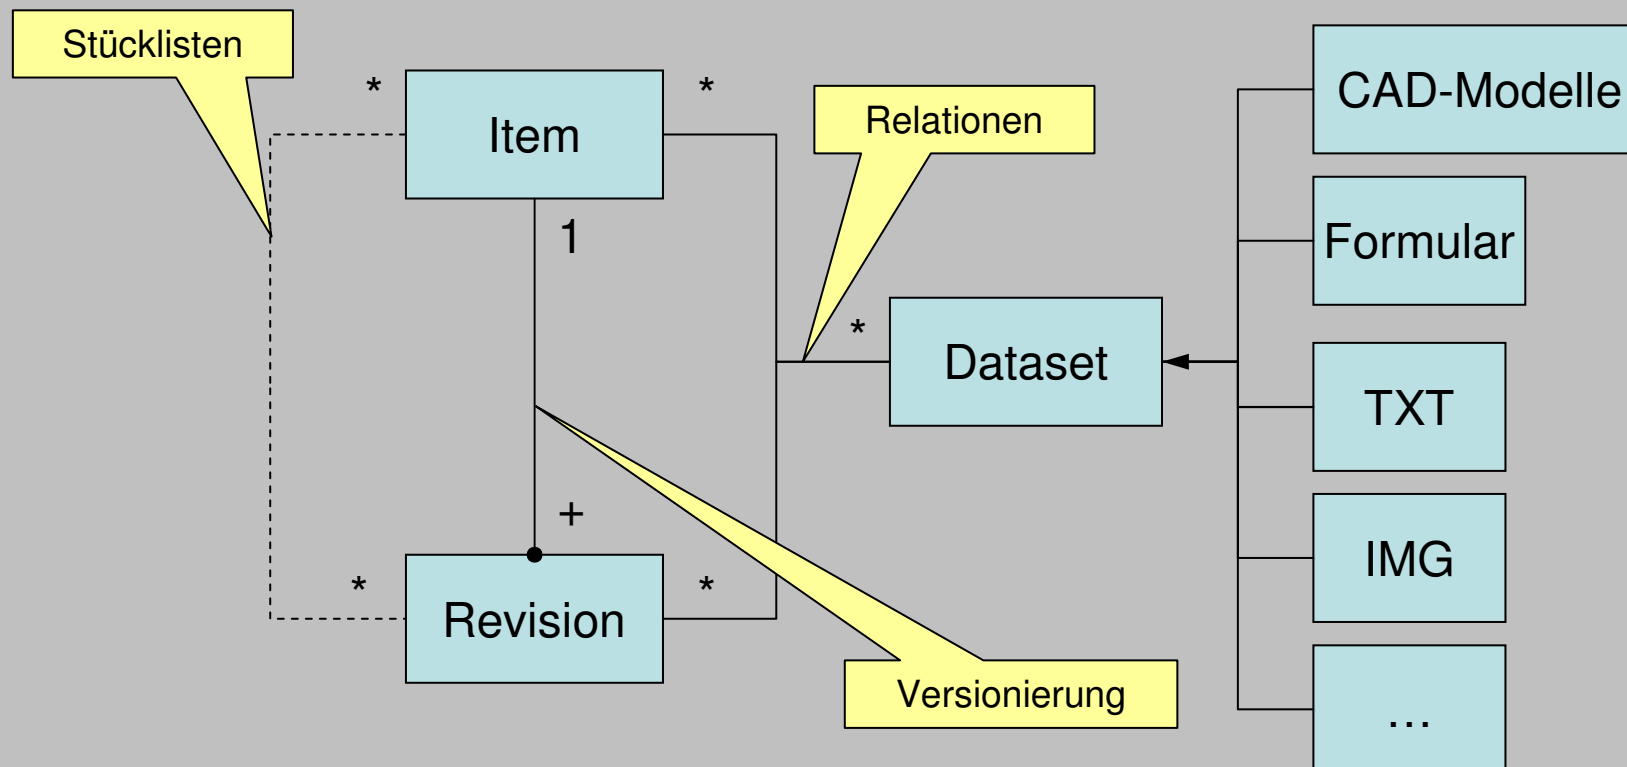 Stücklisten
*
Item
*
Relationen
CAD-Modelle
1
Formular
*
Dataset
TXT
+
IMG
*
Revision
*
Versionierung
...